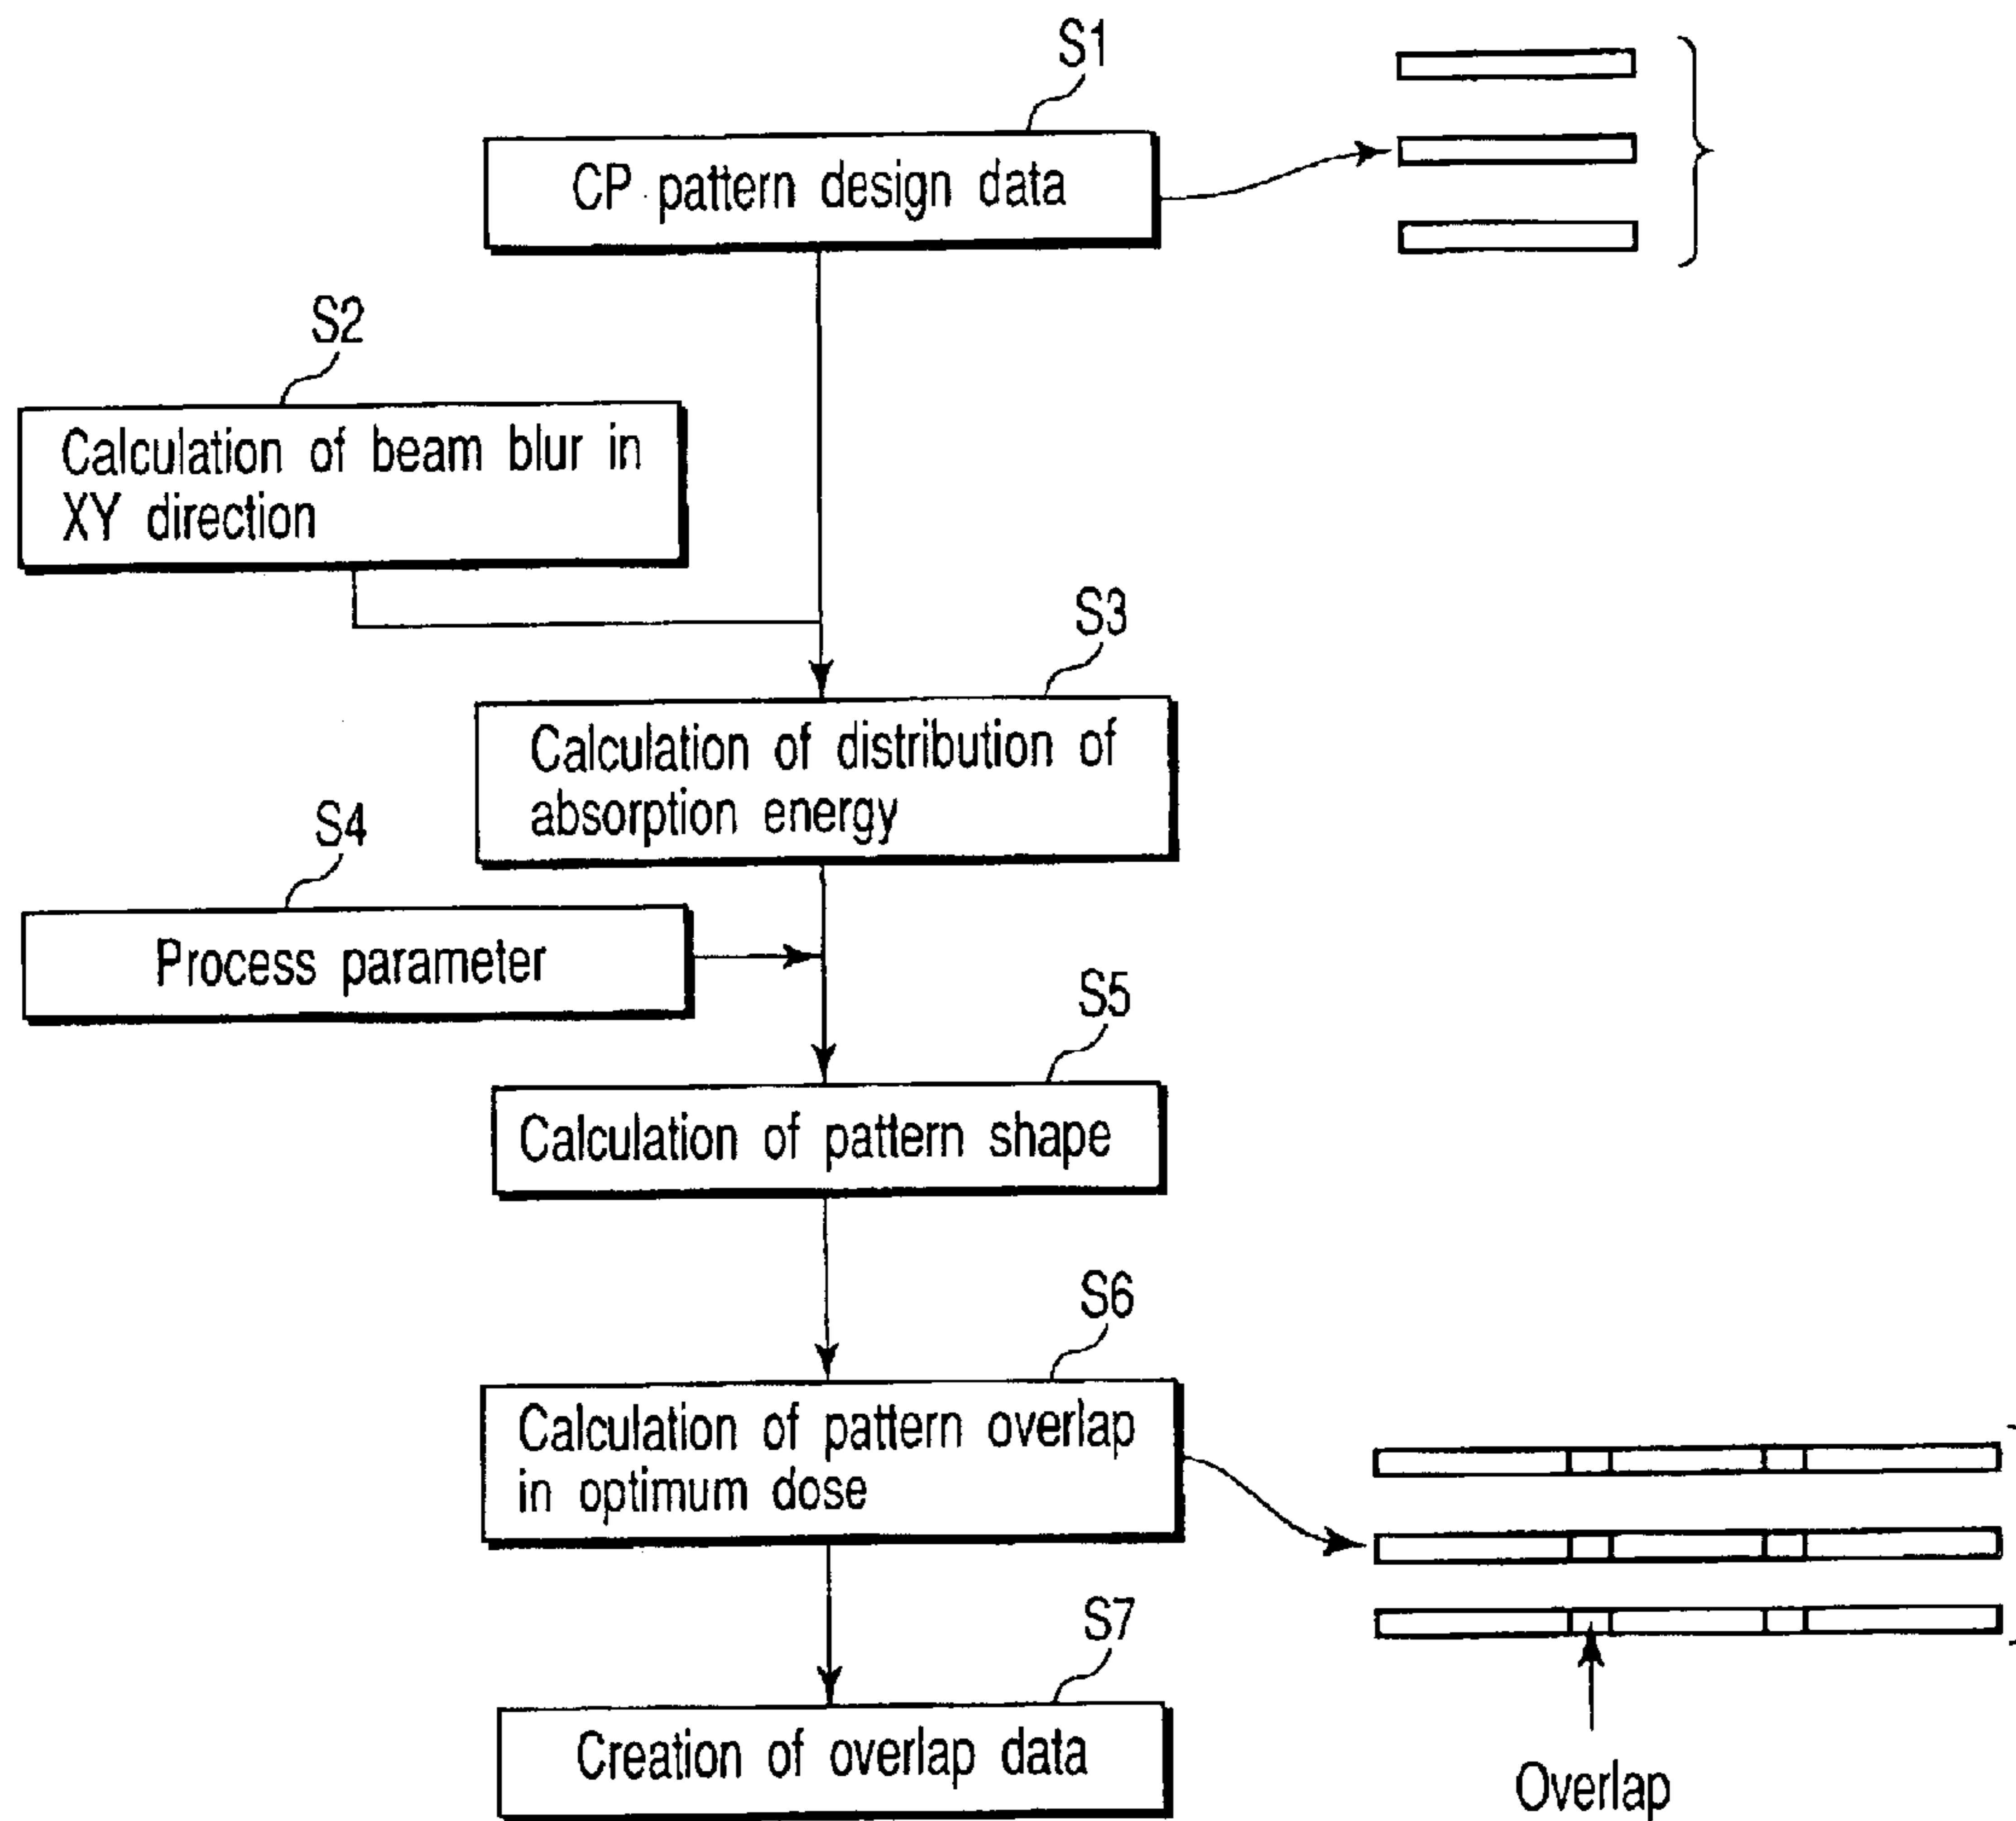 S1
CP pattern design data
S2
Calculation of beam blur in
XY direction
S3
Calculation of distribution of
absorption energy
S4
Process parameter
S5
Calculation of pattern shape
S6
Calculation of pattern overlap
in optimum dose
S7
Creation of overlap data
Overlap